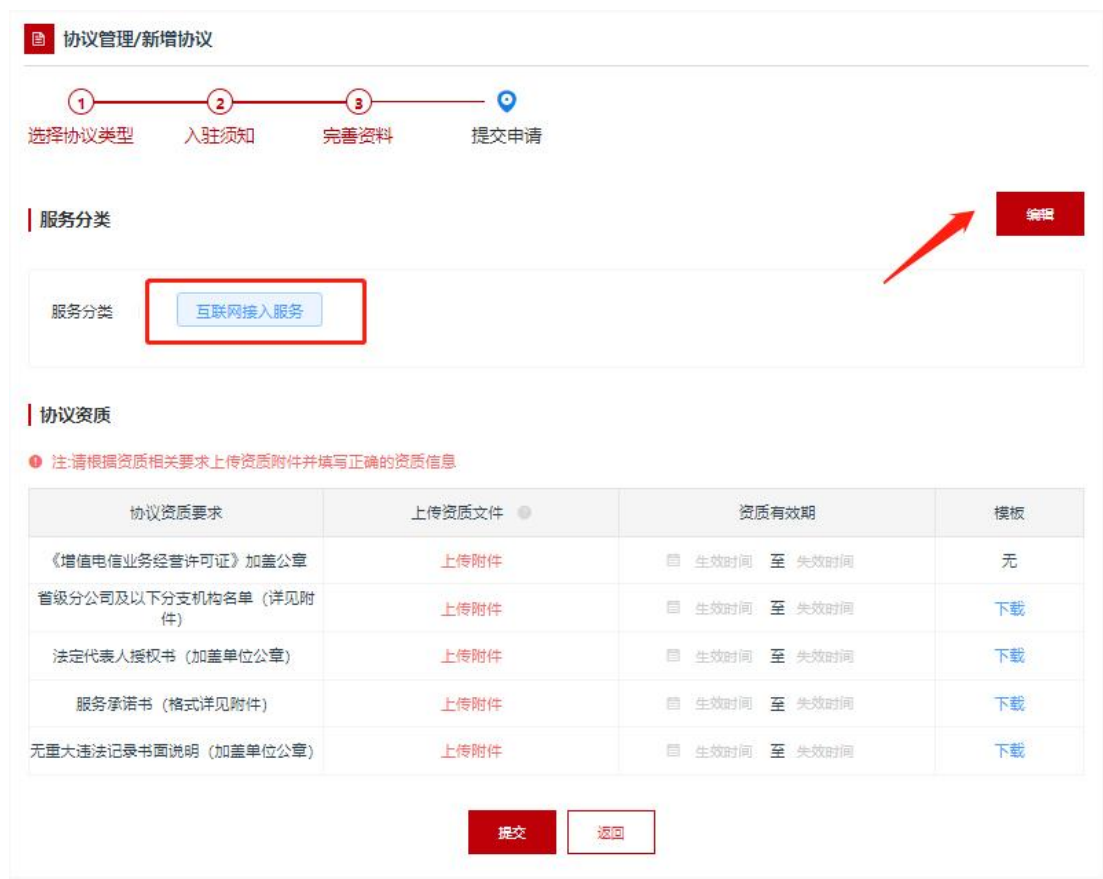 协议管理/新增协议
1 2 3
选择协议类型 入驻须知 完善资料 提交申请
服务分类 编辑
服务分类 互联网接入服务
协议资质
注:请根据资质相关要求上传资质附件并填写正确的资质信息
协议资质要求 上传资质文件 资质有效期 模板
《增值电信业务经营许可证》加盖公章 上传附件 生效时间 至 失效时间 无
省级分公司及以下分支机构名单（详见附
件） 上传附件 生效时间 至 失效时间 下载
法定代表人授权书（加盖单位公章） 上传附件 生效时间 至 失效时间 下载
服务承诺书（格式详见附件） 上传附件 生效时间 至 失效时间 下载
无重大违法记录书面说明（加盖单位公章） 上传附件 生效时间 至 失效时间 下载
提交 返回